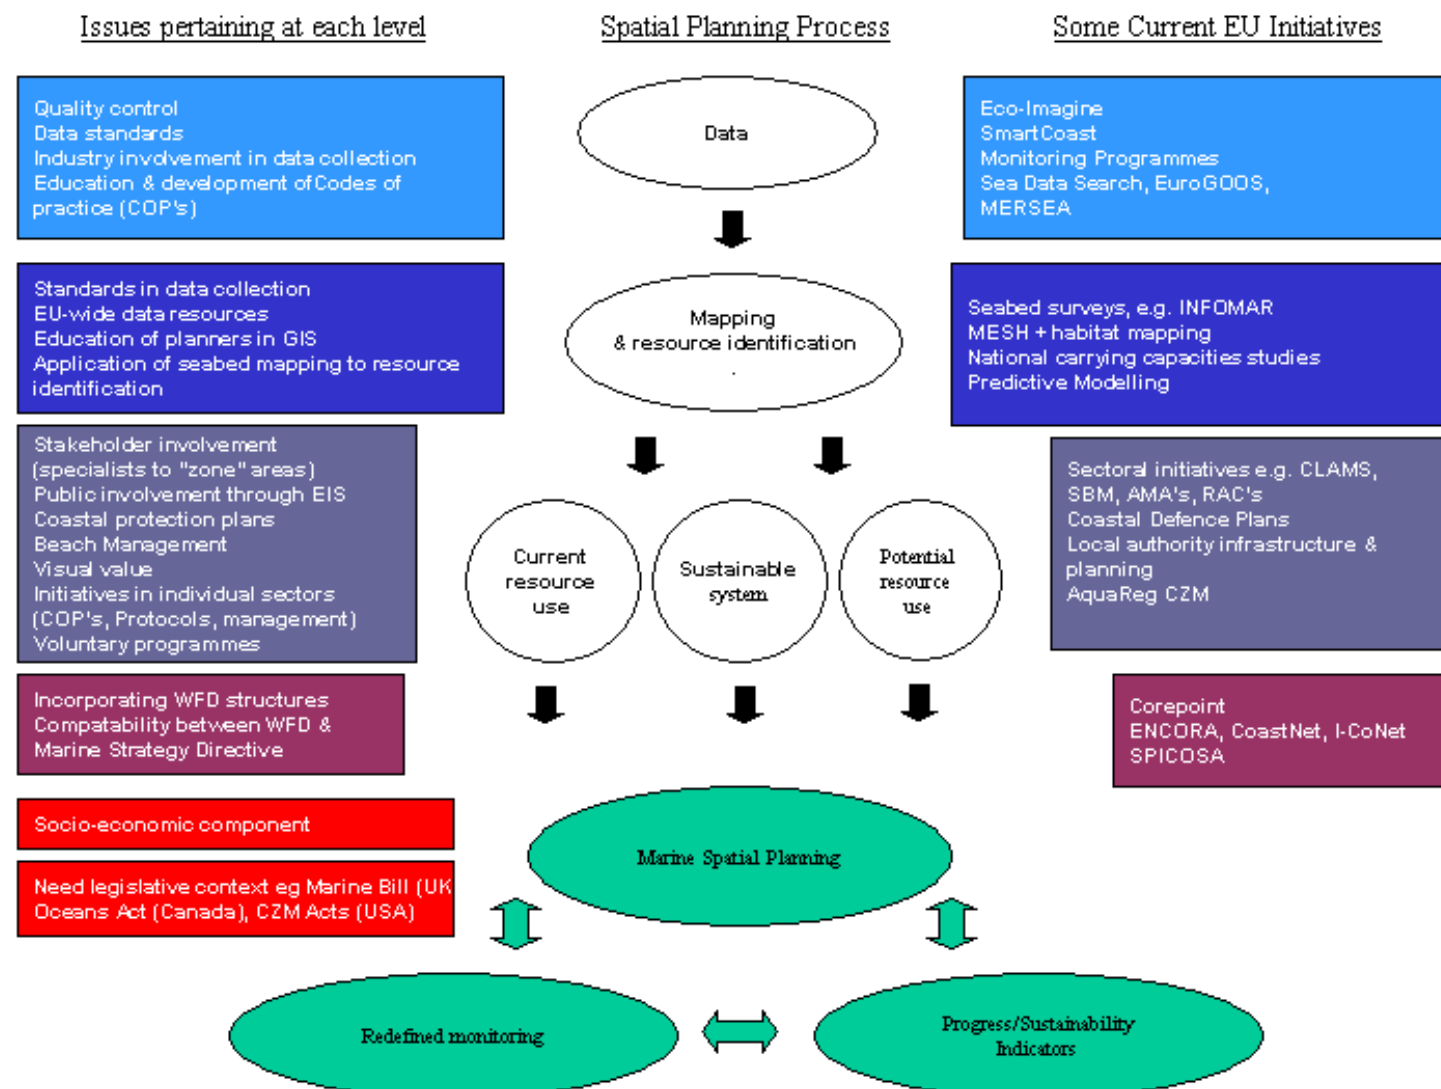 Issues pertaining at each level
Spatial Planning Process
Some Current EU Initiatives
Quality control
Data standards
Industry involvement in data collection
Education & development of Codes of
practice (COP's)
Data
Eco-Imagine
SmartCoast
Monitoring Programmes
Sea Data Search, EuroGOOS,
MERSEA
Standards in data collection
EU-wide data resources
Education of planners in GIS
Application of seabed mapping to resource
identification
Mapping
& resource identification
.
Seabed surveys, e.g. INFOMAR
MESH + habitat mapping
National carrying capacities studies
Predictive Modelling
Stakeholder involvement
(specialists to "zone" areas)
Public involvement through EIS
Coastal protection plans
Beach Management
Visual value
Initiatives in individual sectors
(COP's, Protocols, management)
Voluntary programmes
Current
resource
use
Sustainable
system
Potential
resource
use
Sectoral initiatives e.g. CLAMS,
SBM, AMA's, RAC's
Coastal Defence Plans
Local authority infrastructure &
planning
AquaReg CZM
Incorporating WFD structures
Compatability between WFD &
Marine Strategy Directive
Corepoint
ENCORA, CoastNet, I-CoNet
SPICOSA
Socio-economic component
Need legislative context eg Marine Bill (UK
Oceans Act (Canada), CZM Acts (USA)
Marine Spatial Planning
Redefined monitoring
Progress/Sustainability
Indicators